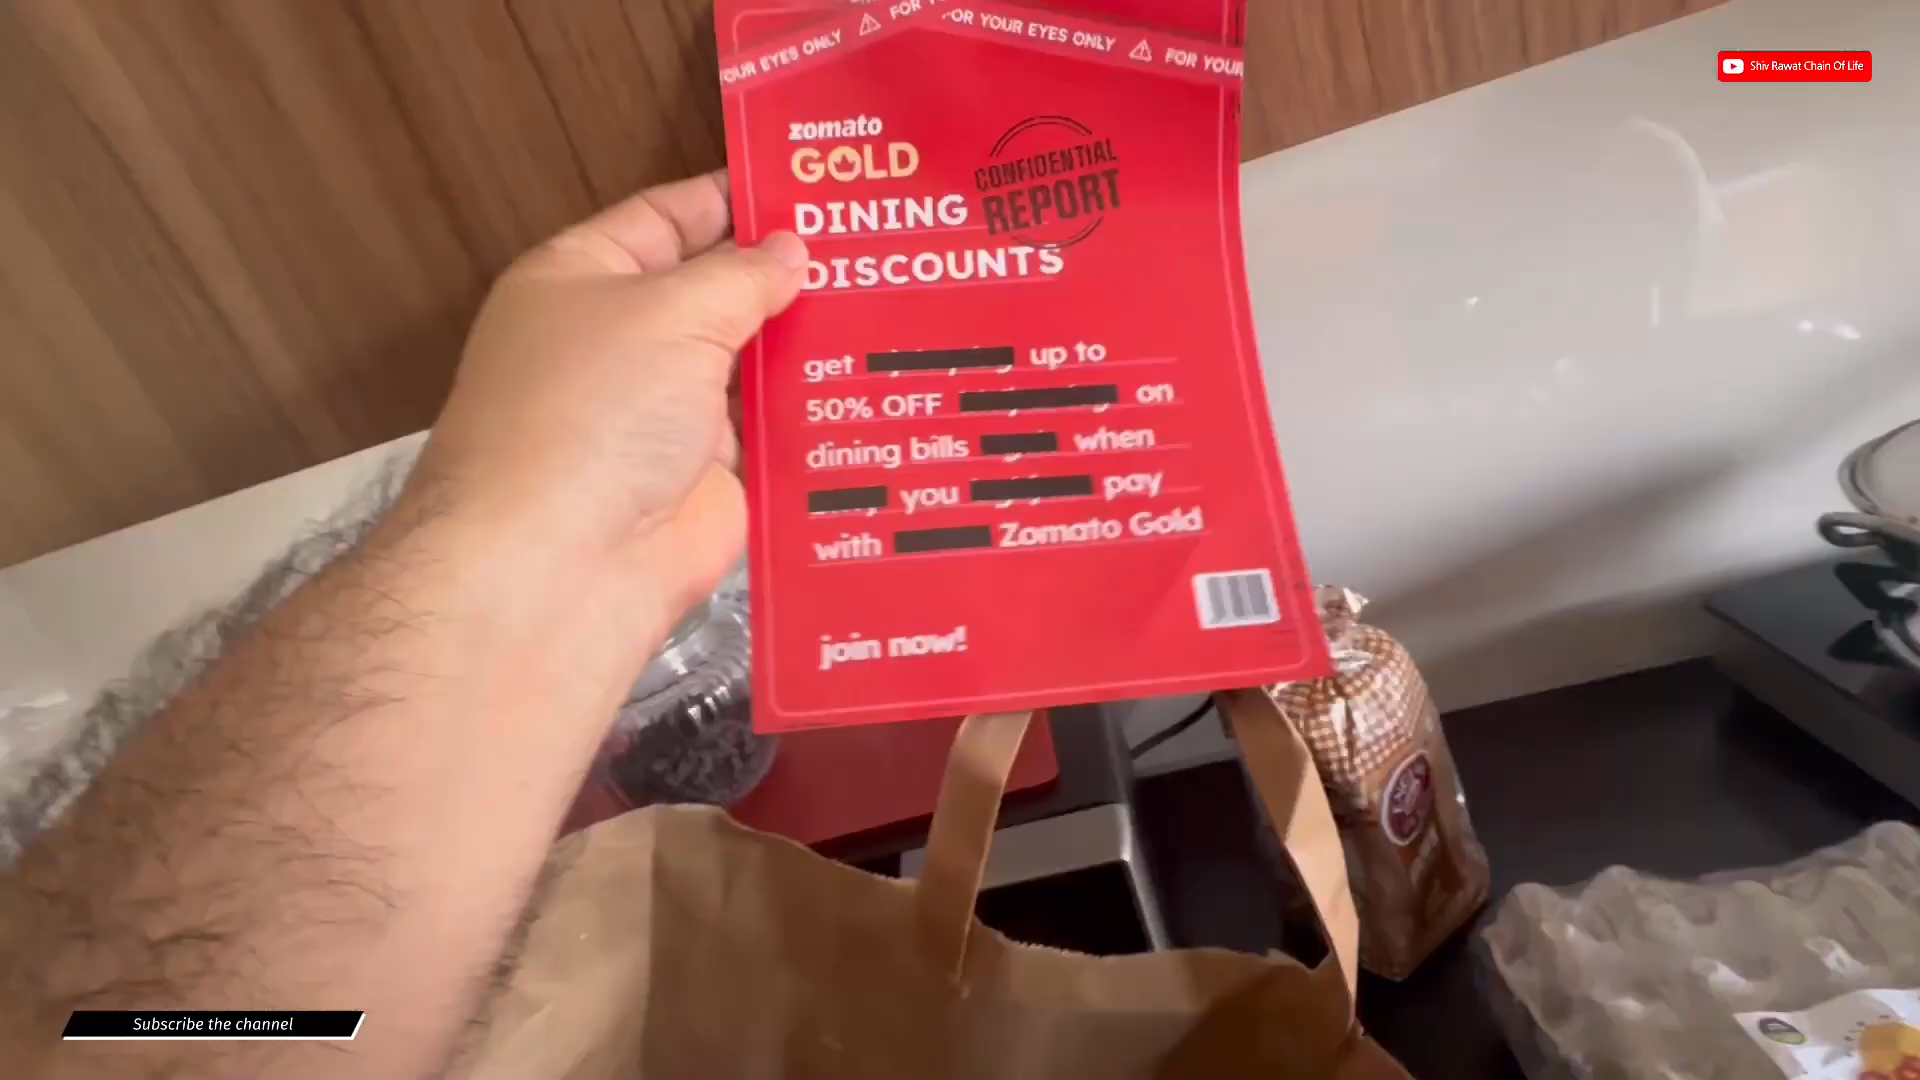 YOUR EYES ONLY ⚠ FOR
FOR YOUR EYES ONLY ⚠ FOR YOUR
Shiv Rawat Chain Of Life
zomato
GOLD
CONFIDENTIAL
REPORT
DINING
DISCOUNTS
get up to
50% OFF on
dining bills when
you pay
with Zomato Gold
join now!
Subscribe the channel